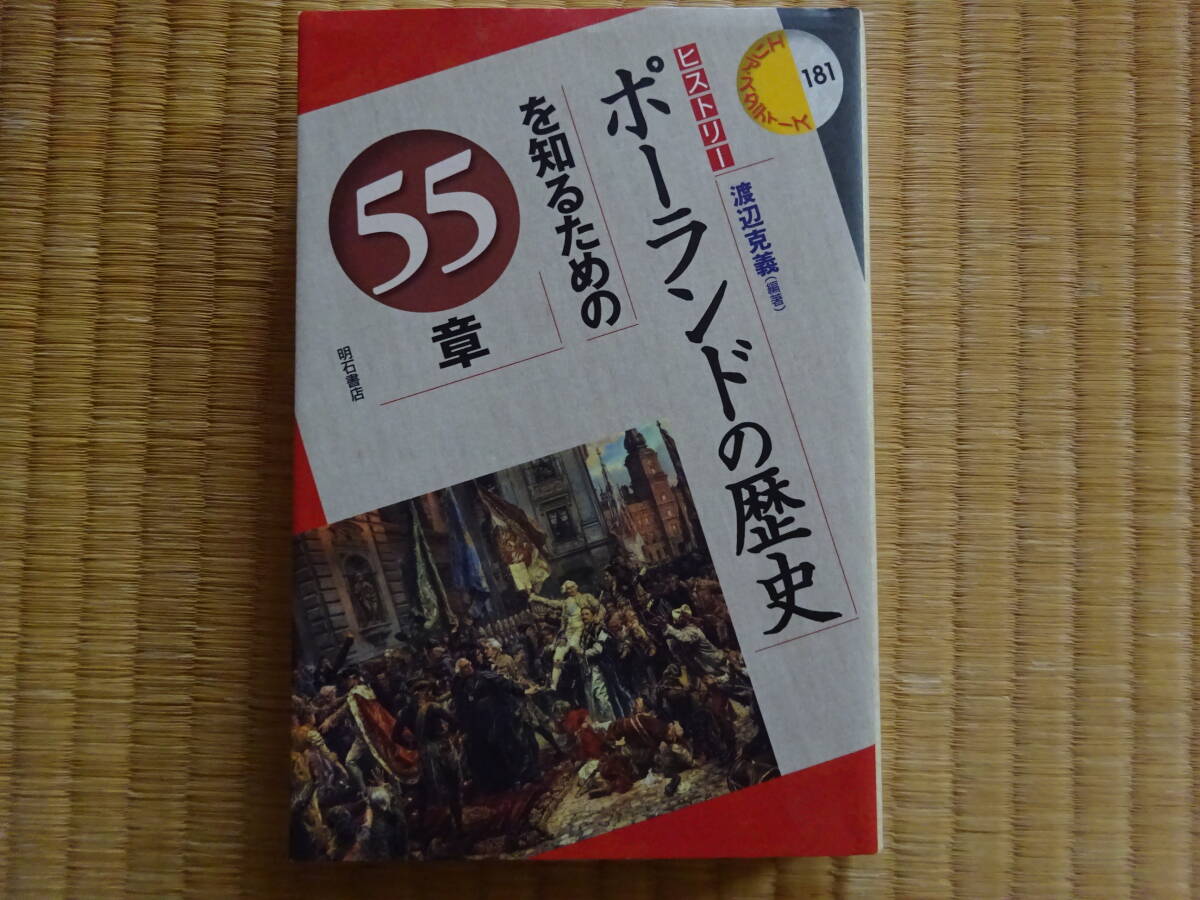 エリア・スタディーズ
181
ヒストリー
ポーランドの歴史
を知るための
55
章
渡辺克義(編著)
明石書店